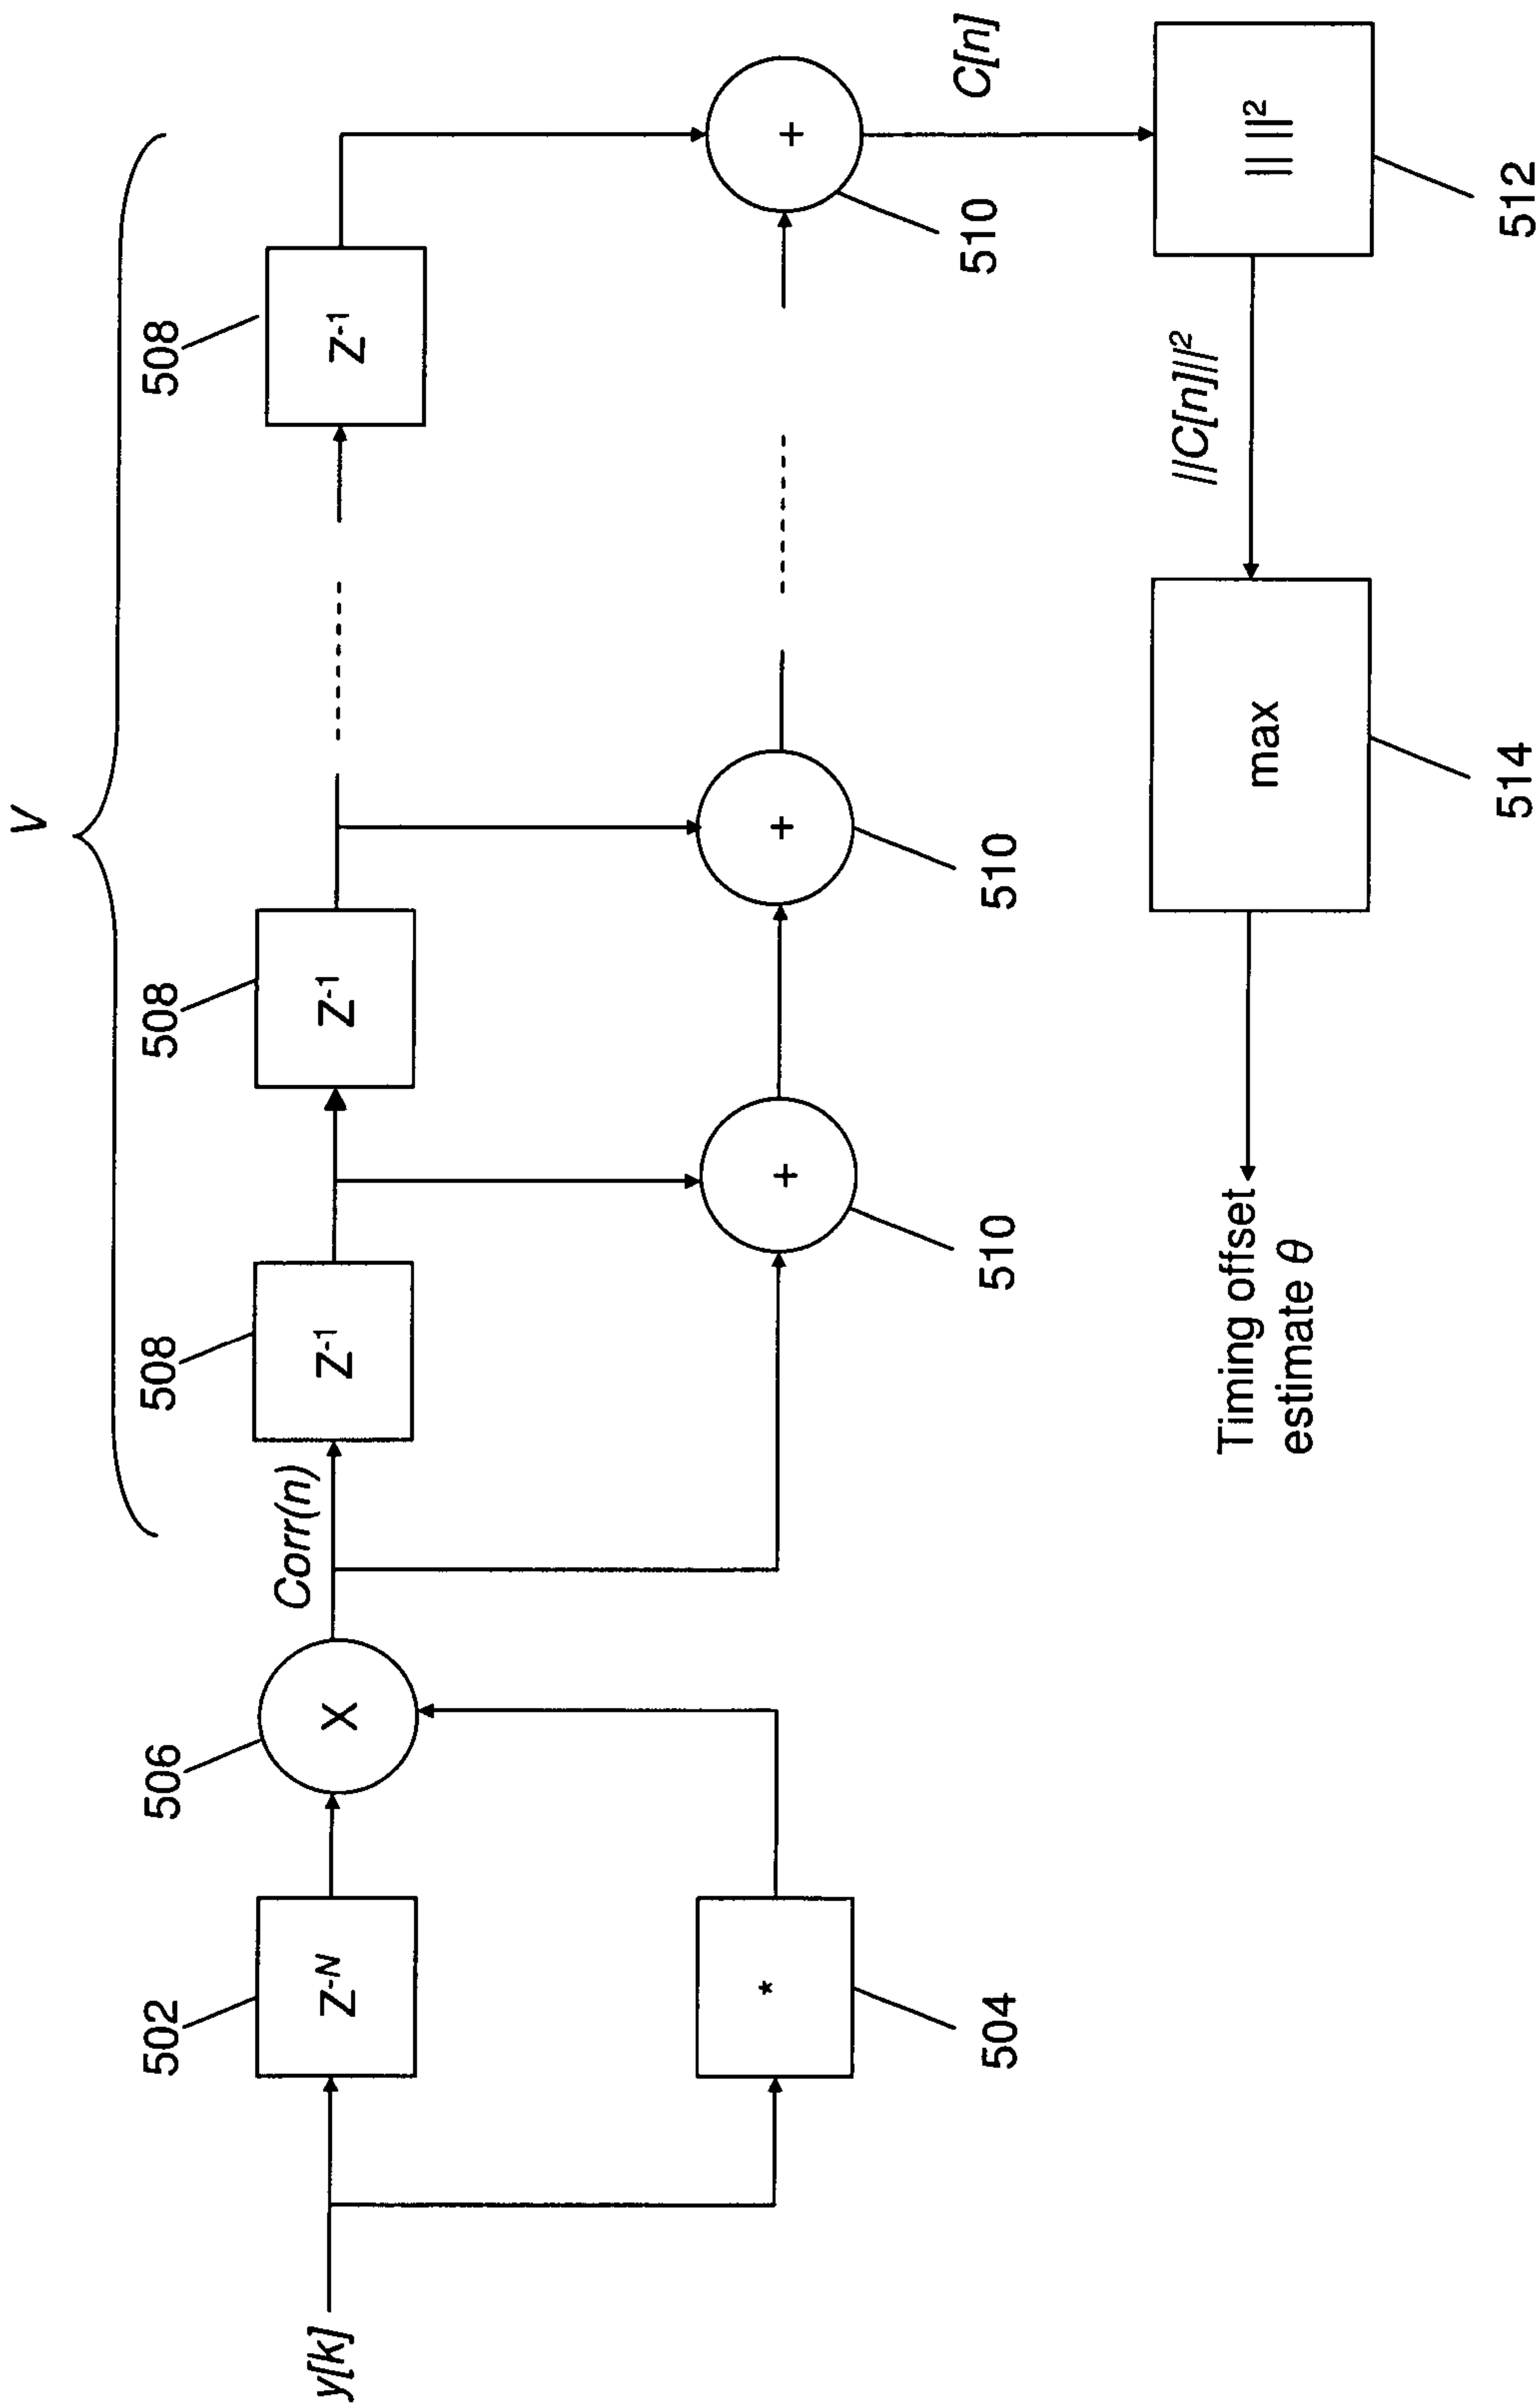 V
508
508
508
Z⁻¹
Z⁻¹
Z⁻¹
Corr(n)
506
X
502
Z⁻ᴺ
y[k]
*
504
+
510
+
510
+
510
C[n]
|| ||²
512
||C[n]||²
max
514
Timing offset
estimate θ